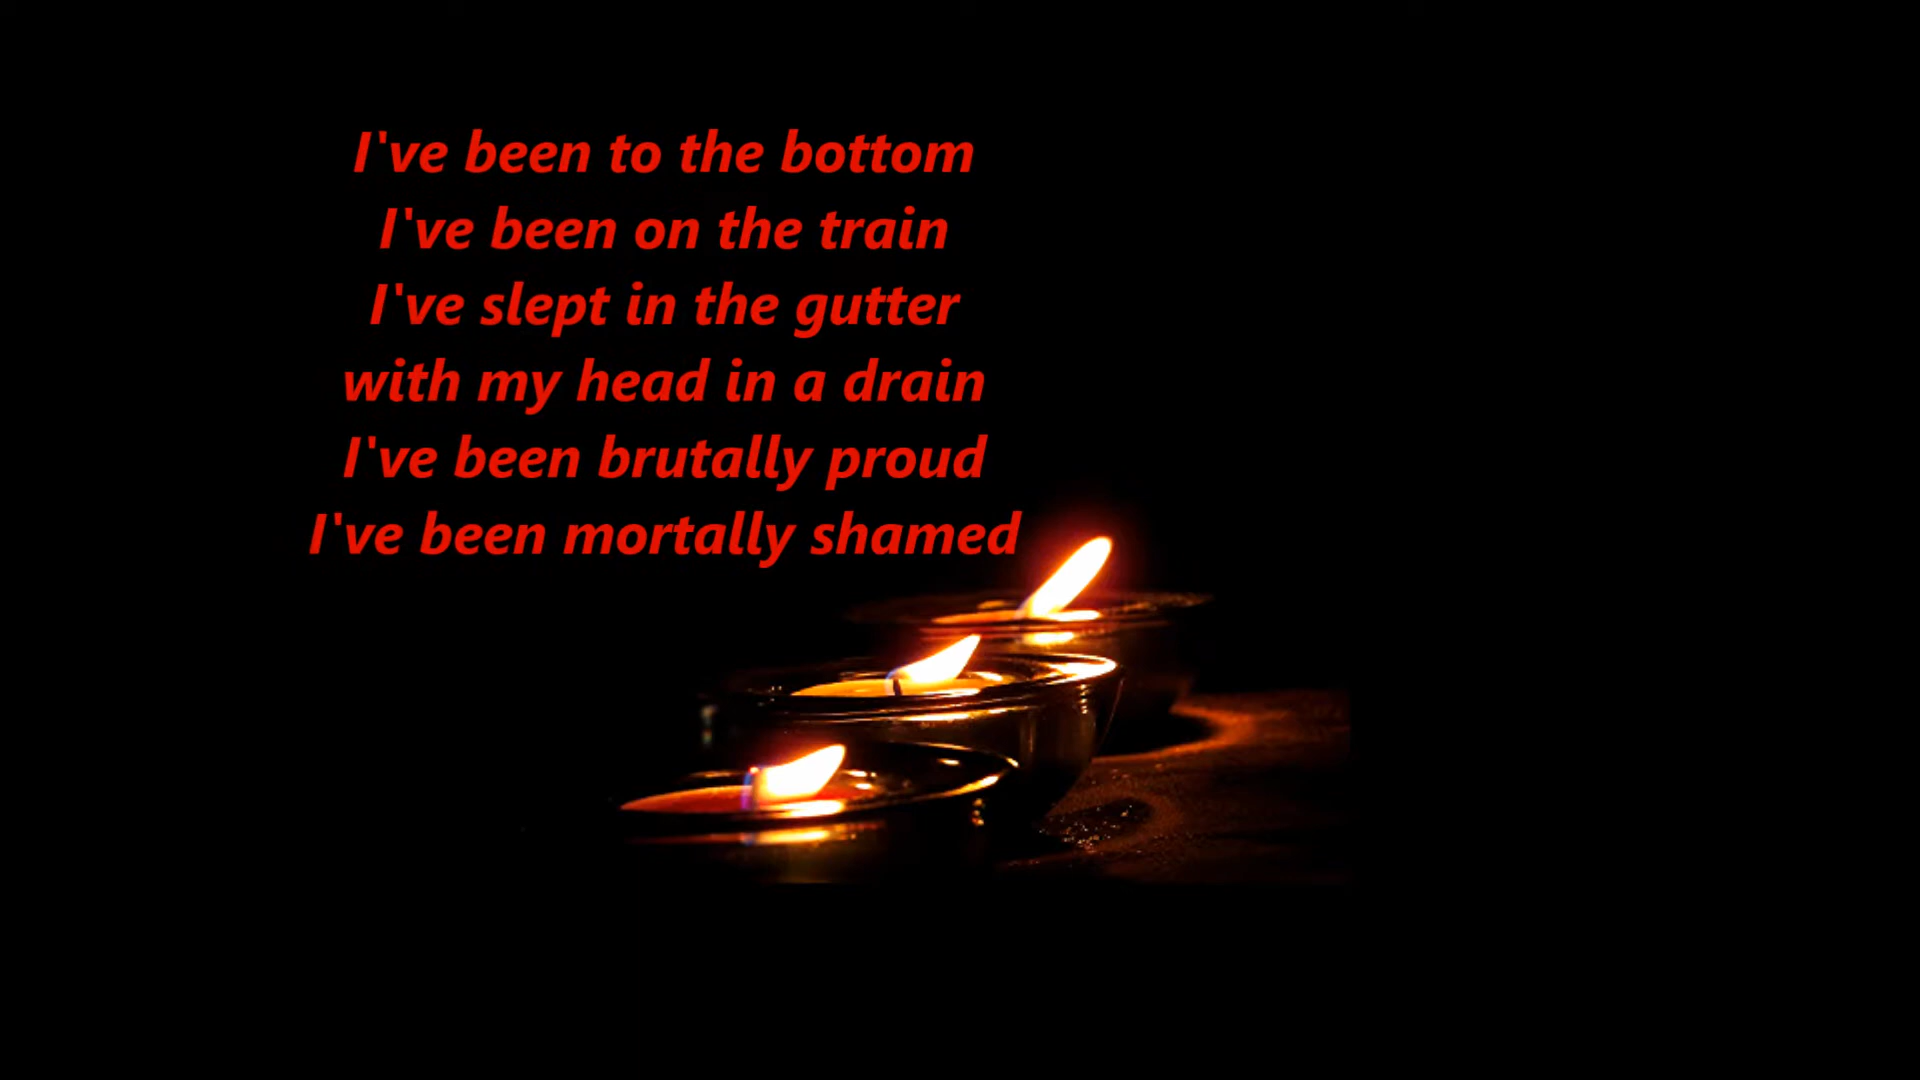 I've been to the bottom
I've been on the train
I've slept in the gutter
with my head in a drain
I've been brutally proud
I've been mortally shamed